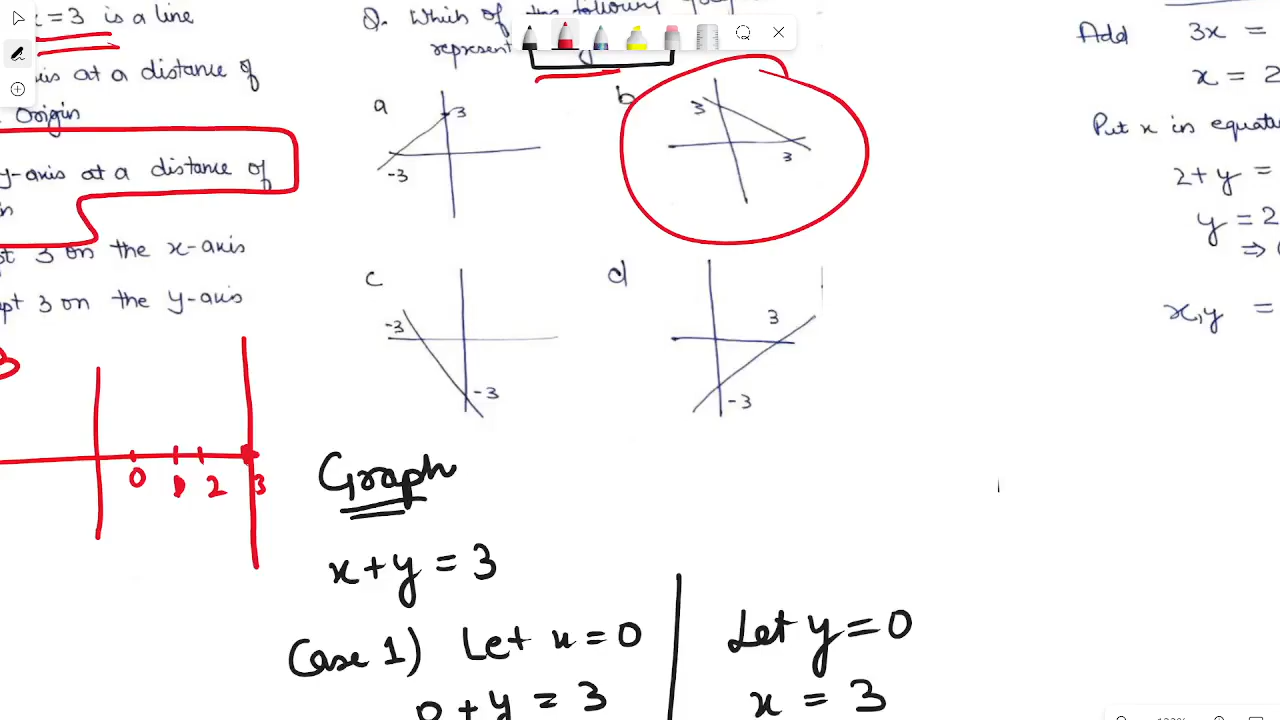 x = 3 is a line
at a distance of
Origin
y-axis at a distance of
3 on the x-axis
3 on the y-axis
0 1 2 3
Q. Which of the following
represent
a
3
-3
b
3
3
c
-3
-3
d
3
-3
Graph
x+y = 3
Case 1) Let x = 0
0 + y = 3
Let y = 0
x = 3
Add 3x =
x = 2
Put x in
2 + y =
y = 2
⇒
x,y =